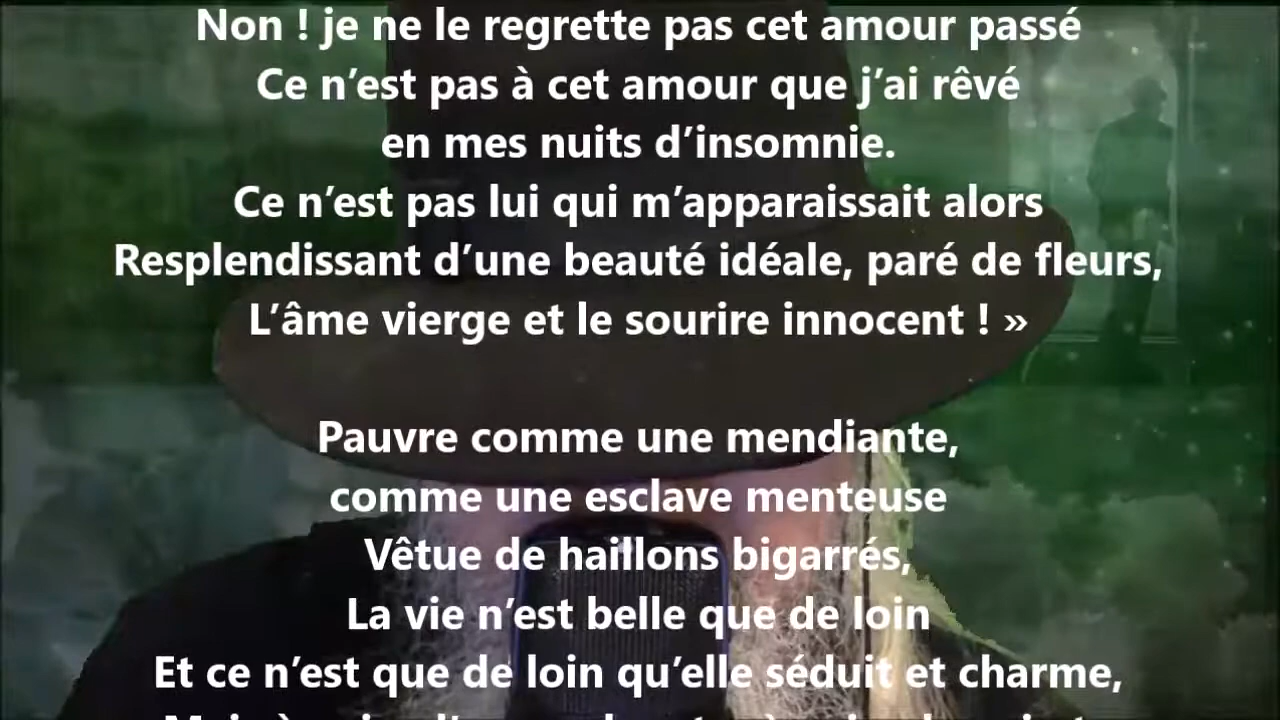 Non ! je ne le regrette pas cet amour passé
Ce n’est pas à cet amour que j’ai rêvé
en mes nuits d’insomnie.
Ce n’est pas lui qui m’apparaissait alors
Resplendissant d’une beauté idéale, paré de fleurs,
L’âme vierge et le sourire innocent ! »
Pauvre comme une mendiante,
comme une esclave menteuse
Vêtue de haillons bigarrés,
La vie n’est belle que de loin
Et ce n’est que de loin qu’elle séduit et charme,